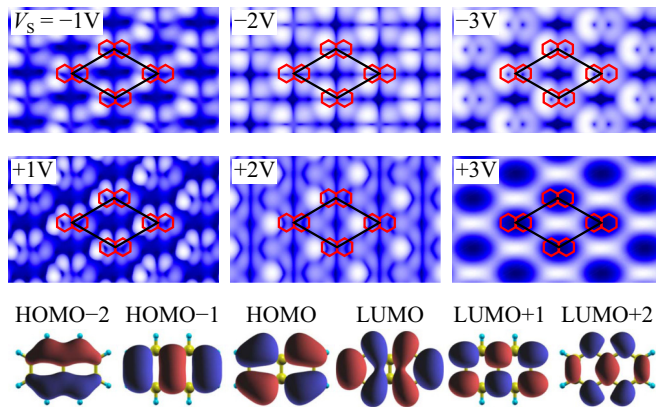 V_S = −1V −2V −3V
+1V +2V +3V
HOMO−2 HOMO−1 HOMO LUMO LUMO+1 LUMO+2